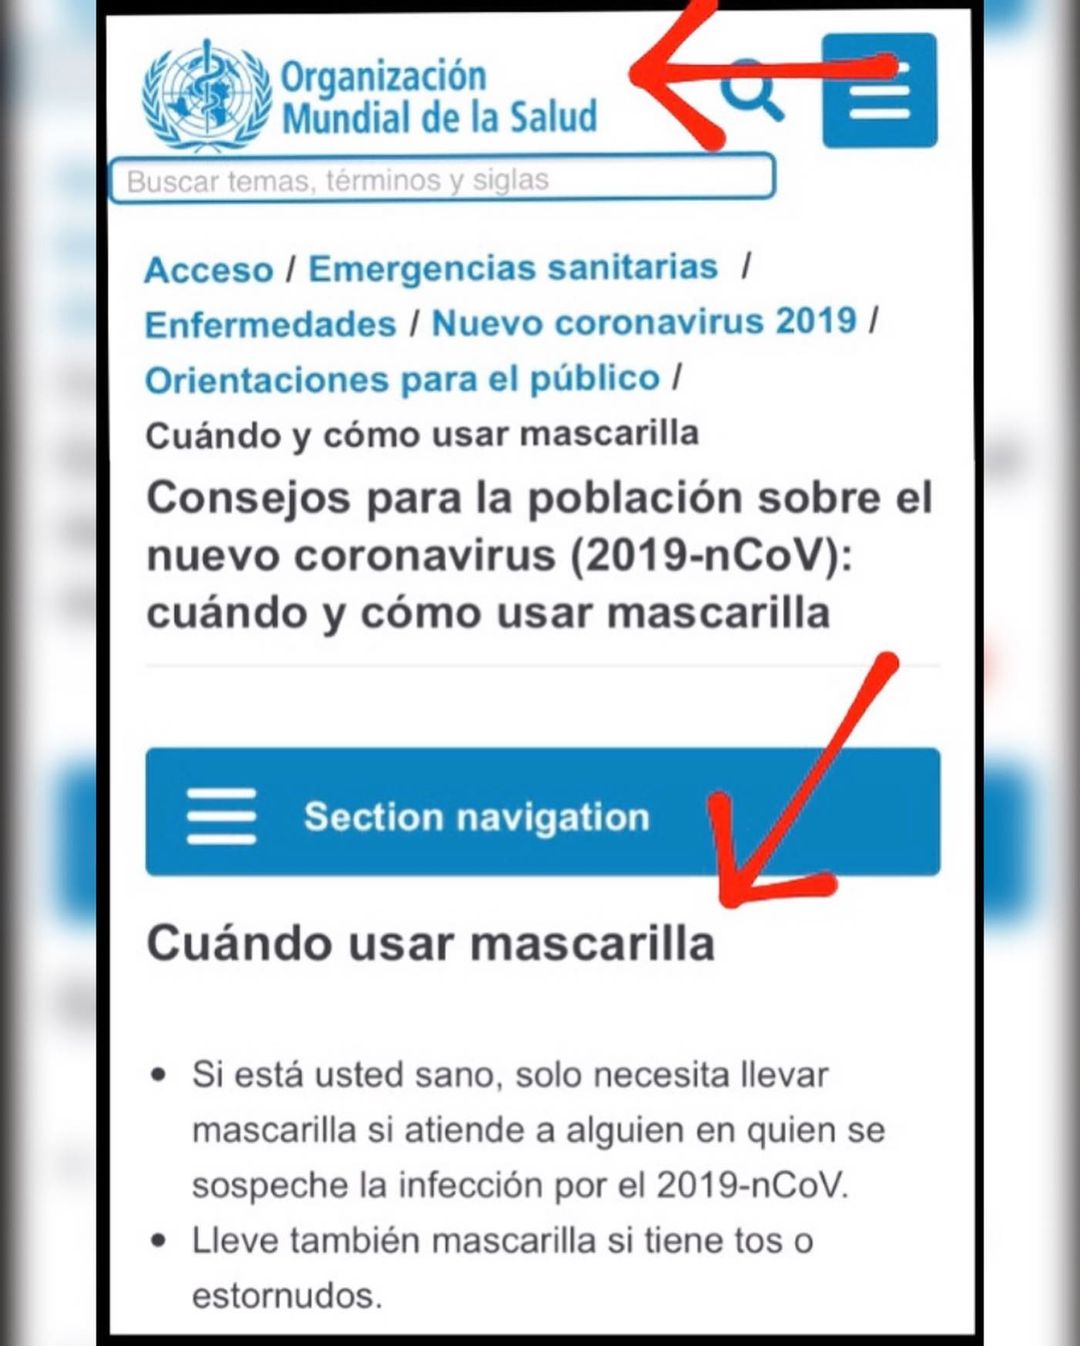 Organización
Mundial de la Salud
Buscar temas, términos y siglas
Acceso / Emergencias sanitarias /
Enfermedades / Nuevo coronavirus 2019 /
Orientaciones para el público /
Cuándo y cómo usar mascarilla
Consejos para la población sobre el
nuevo coronavirus (2019-nCoV):
cuándo y cómo usar mascarilla
Section navigation
Cuándo usar mascarilla
• Si está usted sano, solo necesita llevar
mascarilla si atiende a alguien en quien se
sospeche la infección por el 2019-nCoV.
• Lleve también mascarilla si tiene tos o
estornudos.